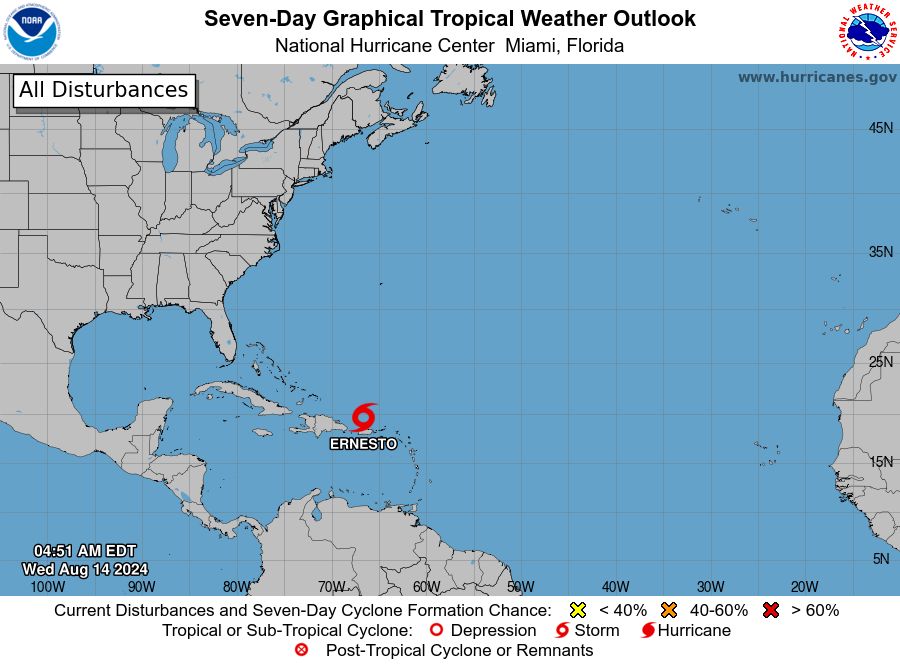 Seven-Day Graphical Tropical Weather Outlook
National Hurricane Center Miami, Florida
NOAA
NATIONAL WEATHER SERVICE
All Disturbances
www.hurricanes.gov
45N
35N
25N
15N
5N
ERNESTO
04:51 AM EDT
Wed Aug 14 2024
100W 90W 80W 70W 60W 50W 40W 30W 20W
Current Disturbances and Seven-Day Cyclone Formation Chance: < 40% 40-60% > 60%
Tropical or Sub-Tropical Cyclone: Depression Storm Hurricane
Post-Tropical Cyclone or Remnants